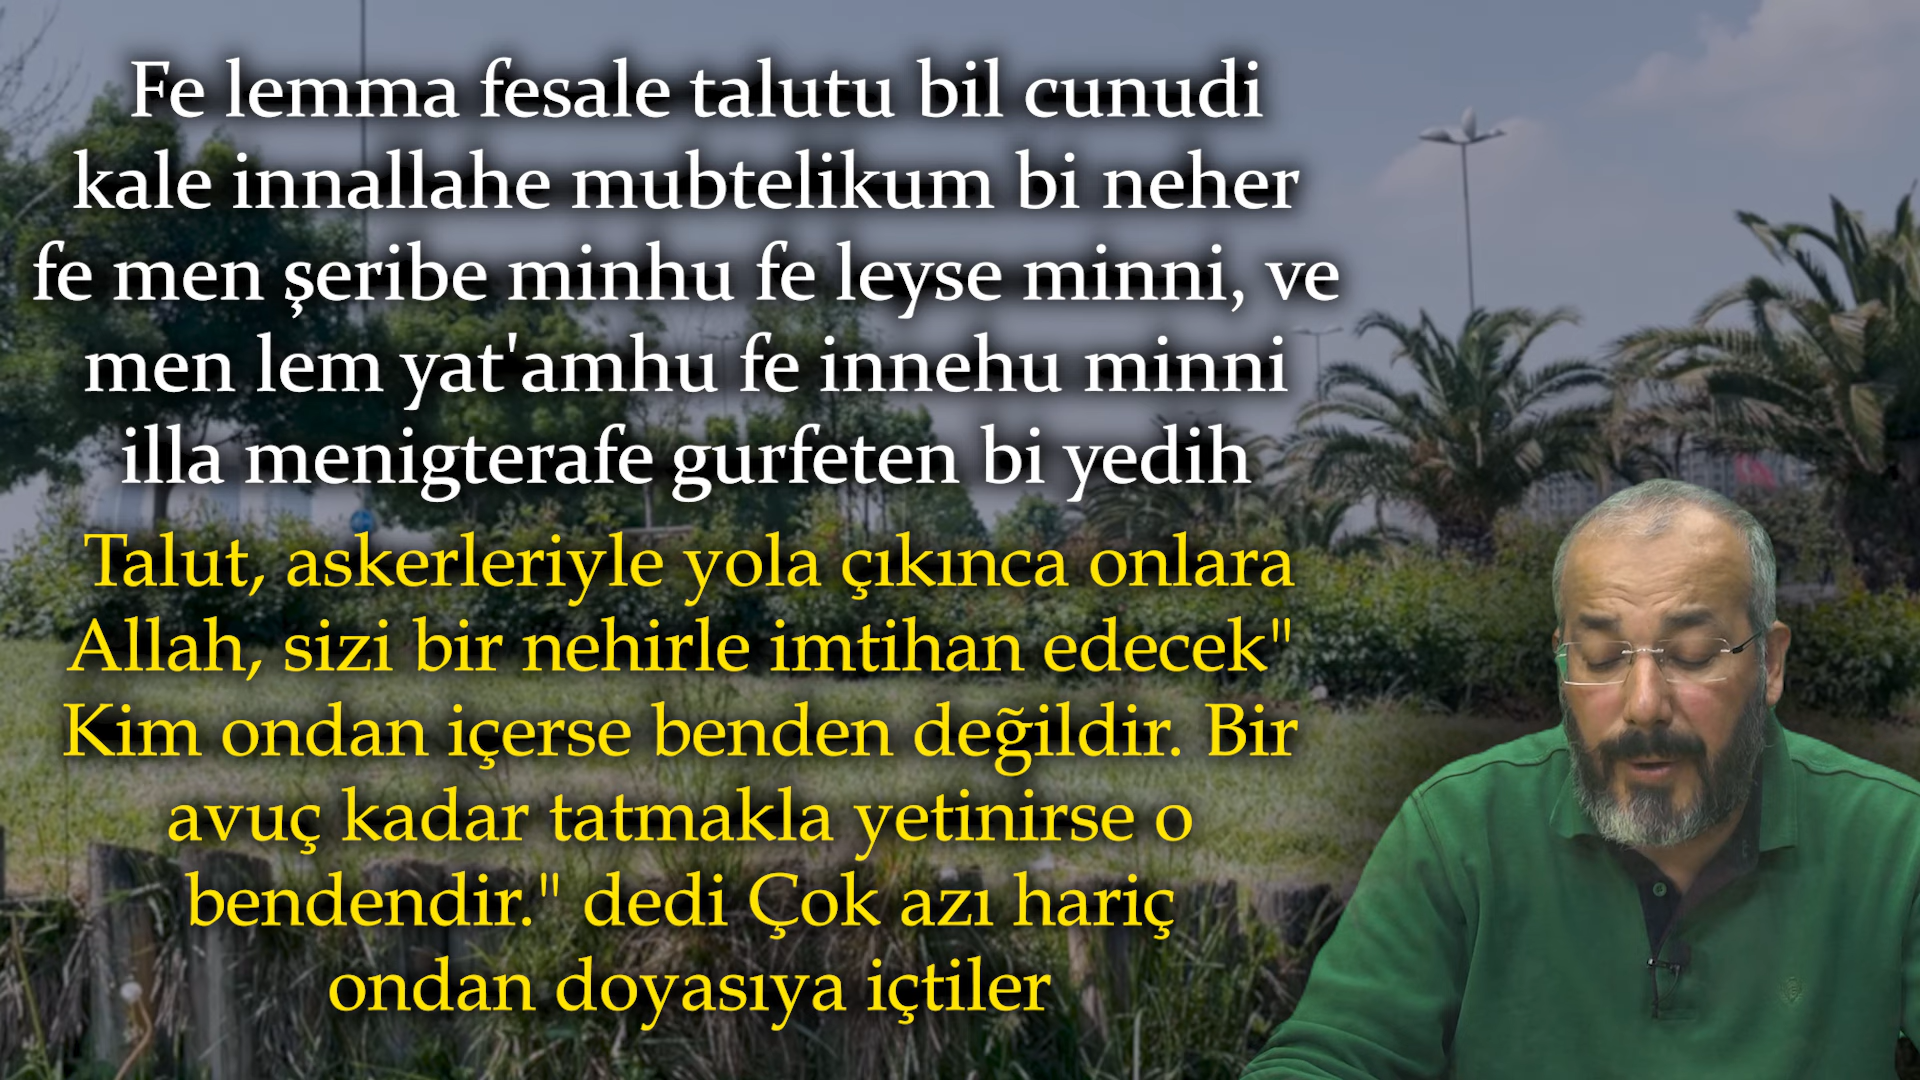 Fe lemma fesale talutu bil cunudi
kale innallahe mubtelikum bi neher
fe men şeribe minhu fe leyse minni, ve
men lem yat'amhu fe innehu minni
illa menigterafe gurfeten bi yedih
Talut, askerleriyle yola çıkınca onlara
Allah, sizi bir nehirle imtihan edecek"
Kim ondan içerse benden değildir. Bir
avuç kadar tatmakla yetinirse o
bendendir." dedi Çok azı hariç
ondan doyasıya içtiler